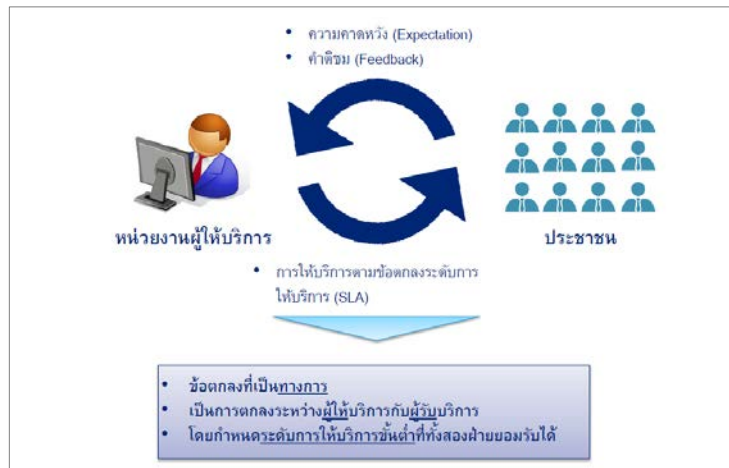 • ความคาดหวัง (Expectation)
• คำติชม (Feedback)
หน่วยงานผู้ให้บริการ
ประชาชน
• การให้บริการตามข้อตกลงระดับการ
ให้บริการ (SLA)
• ข้อตกลงที่เป็นทางการ
• เป็นการตกลงระหว่างผู้ให้บริการกับผู้รับบริการ
• โดยกำหนดระดับการให้บริการขั้นต่ำที่ทั้งสองฝ่ายยอมรับได้